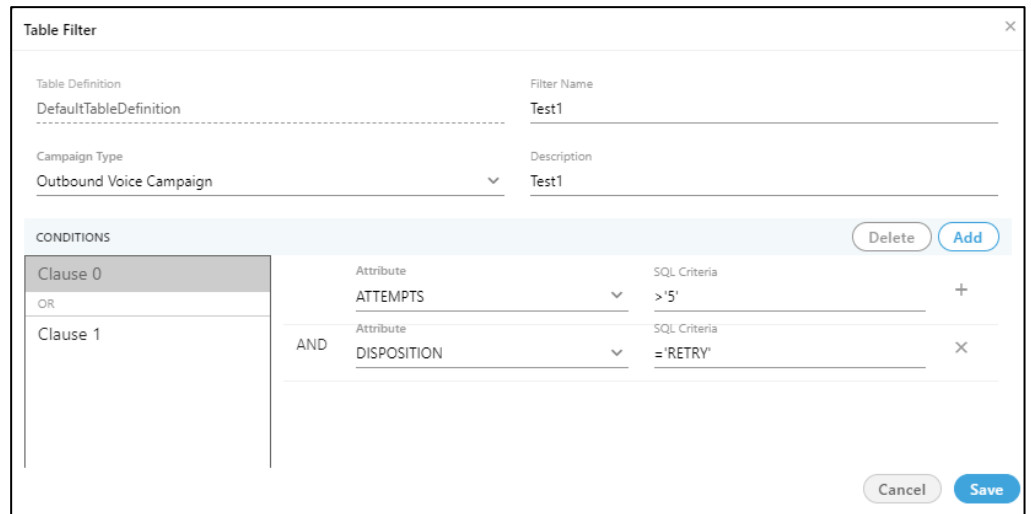 Table Filter
Table Definition
DefaultTableDefinition
Filter Name
Test1
Campaign Type
Outbound Voice Campaign
Description
Test1
CONDITIONS
Delete
Add
Clause 0
OR
Clause 1
Attribute
ATTEMPTS
SQL Criteria
>'5'
AND
Attribute
DISPOSITION
SQL Criteria
='RETRY'
Cancel
Save